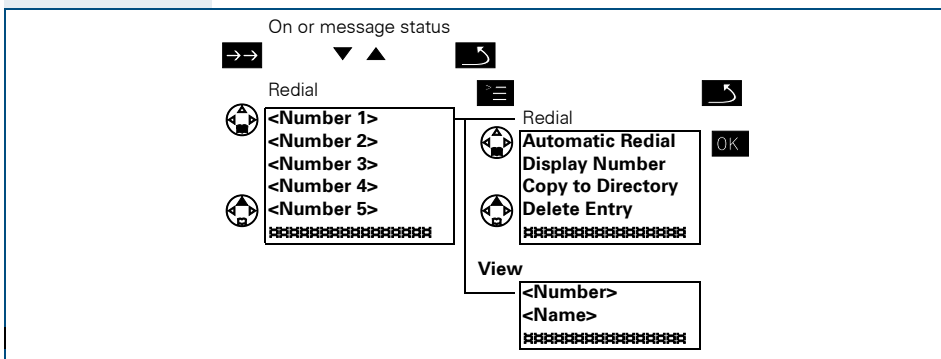 On or message status
Redial
<Number 1>
<Number 2>
<Number 3>
<Number 4>
<Number 5>
Redial
Automatic Redial
Display Number
Copy to Directory
Delete Entry
OK
View
<Number>
<Name>